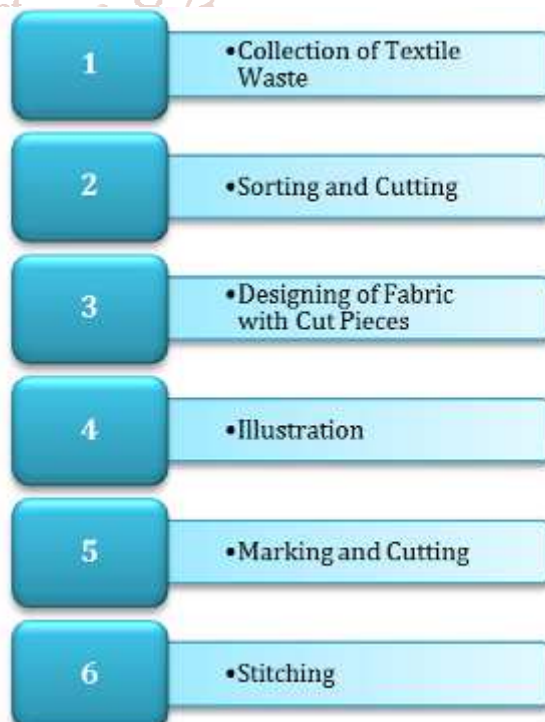 1
•Collection of Textile
Waste
2
•Sorting and Cutting
3
•Designing of Fabric
with Cut Pieces
4
•Illustration
5
•Marking and Cutting
6
•Stitching